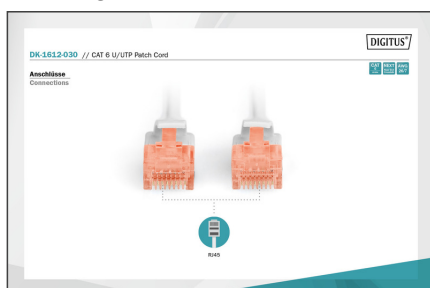 DIGITUS®
DK-1612-030 // CAT 6 U/UTP Patch Cord
Anschlüsse
Connections
RJ45